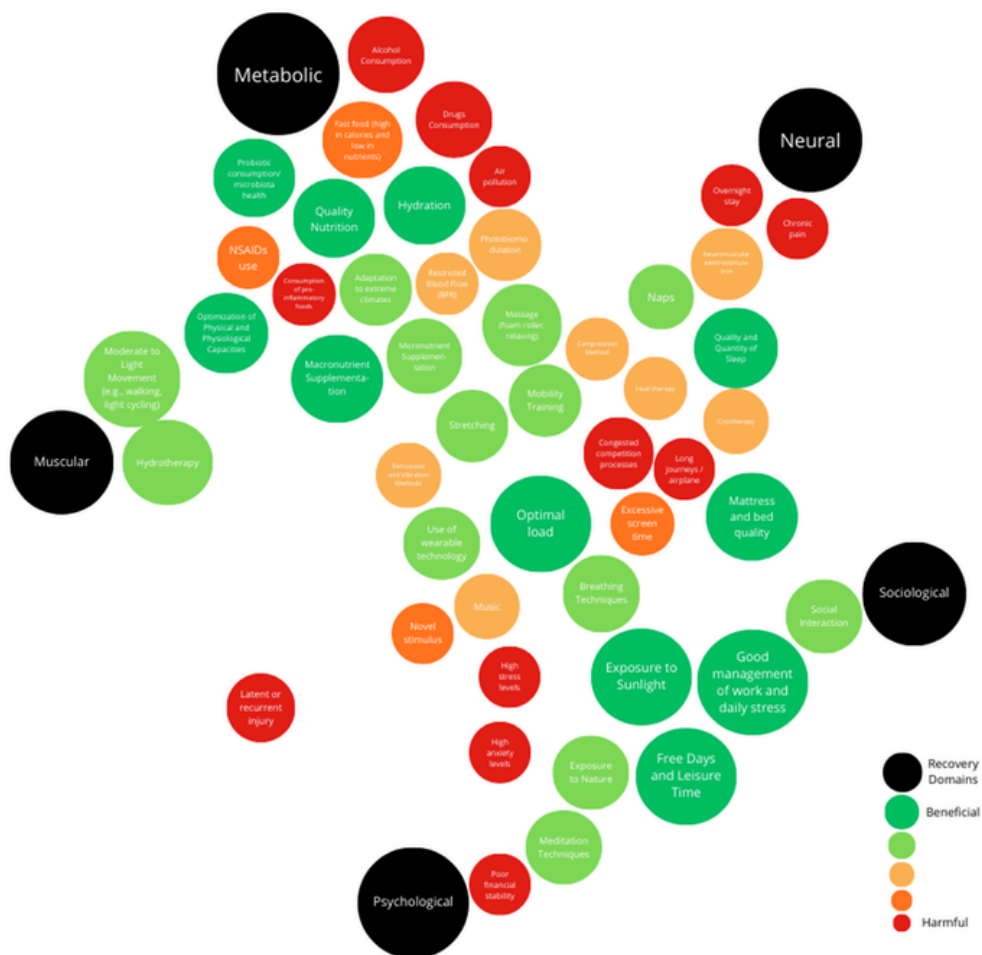 Metabolic
Alcohol
Consumption
Drugs
Consumption
Fast food (high
in calories and
low in
nutrients)
Air
pollution
Probiotic
consumption/
microbiota
health
Quality
Nutrition
Hydration
Photobiomo-
dulation
NSAIDs
use
Consumption
of pro-
inflammatory
foods
Adaptation
to extreme
climates
Restricted
Blood Flow
(BFR)
Optimization of
Physical and
Physiological
Capacities
Massage
(foam roller,
relaxing)
Micronutrient
Supplemen-
tation
Macronutrient
Supplementa-
tion
Moderate to
Light
Movement
(e.g., walking,
light cycling)
Muscular
Hydrotherapy
Neural
Overnight
stay
Chronic
pain
Neuromuscular
electrostimula-
tion
Naps
Quality and
Quantity of
Sleep
Compression
Method
Heat therapy
Cryotherapy
Mobility
Training
Stretching
Congested
competition
processes
Long
journeys /
airplane
Percussion
and Vibration
Methods
Optimal
load
Excessive
screen
time
Mattress
and bed
quality
Use of
wearable
technology
Breathing
Techniques
Sociological
Social
Interaction
Music
Novel
stimulus
High
stress
levels
Exposure to
Sunlight
Good
management
of work and
daily stress
Latent or
recurrent
injury
High
anxiety
levels
Exposure
to Nature
Free Days
and Leisure
Time
Meditation
Techniques
Psychological
Poor
financial
stability
Recovery
Domains
Beneficial
Harmful